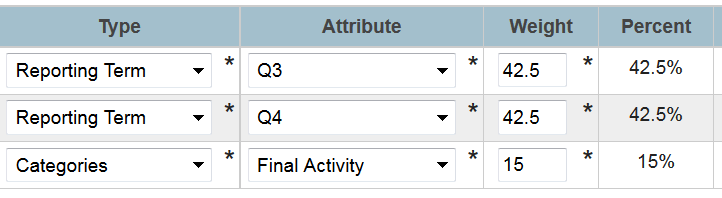 Type Attribute Weight Percent
Reporting Term * Q3 * 42.5 * 42.5%
Reporting Term * Q4 * 42.5 * 42.5%
Categories * Final Activity * 15 * 15%